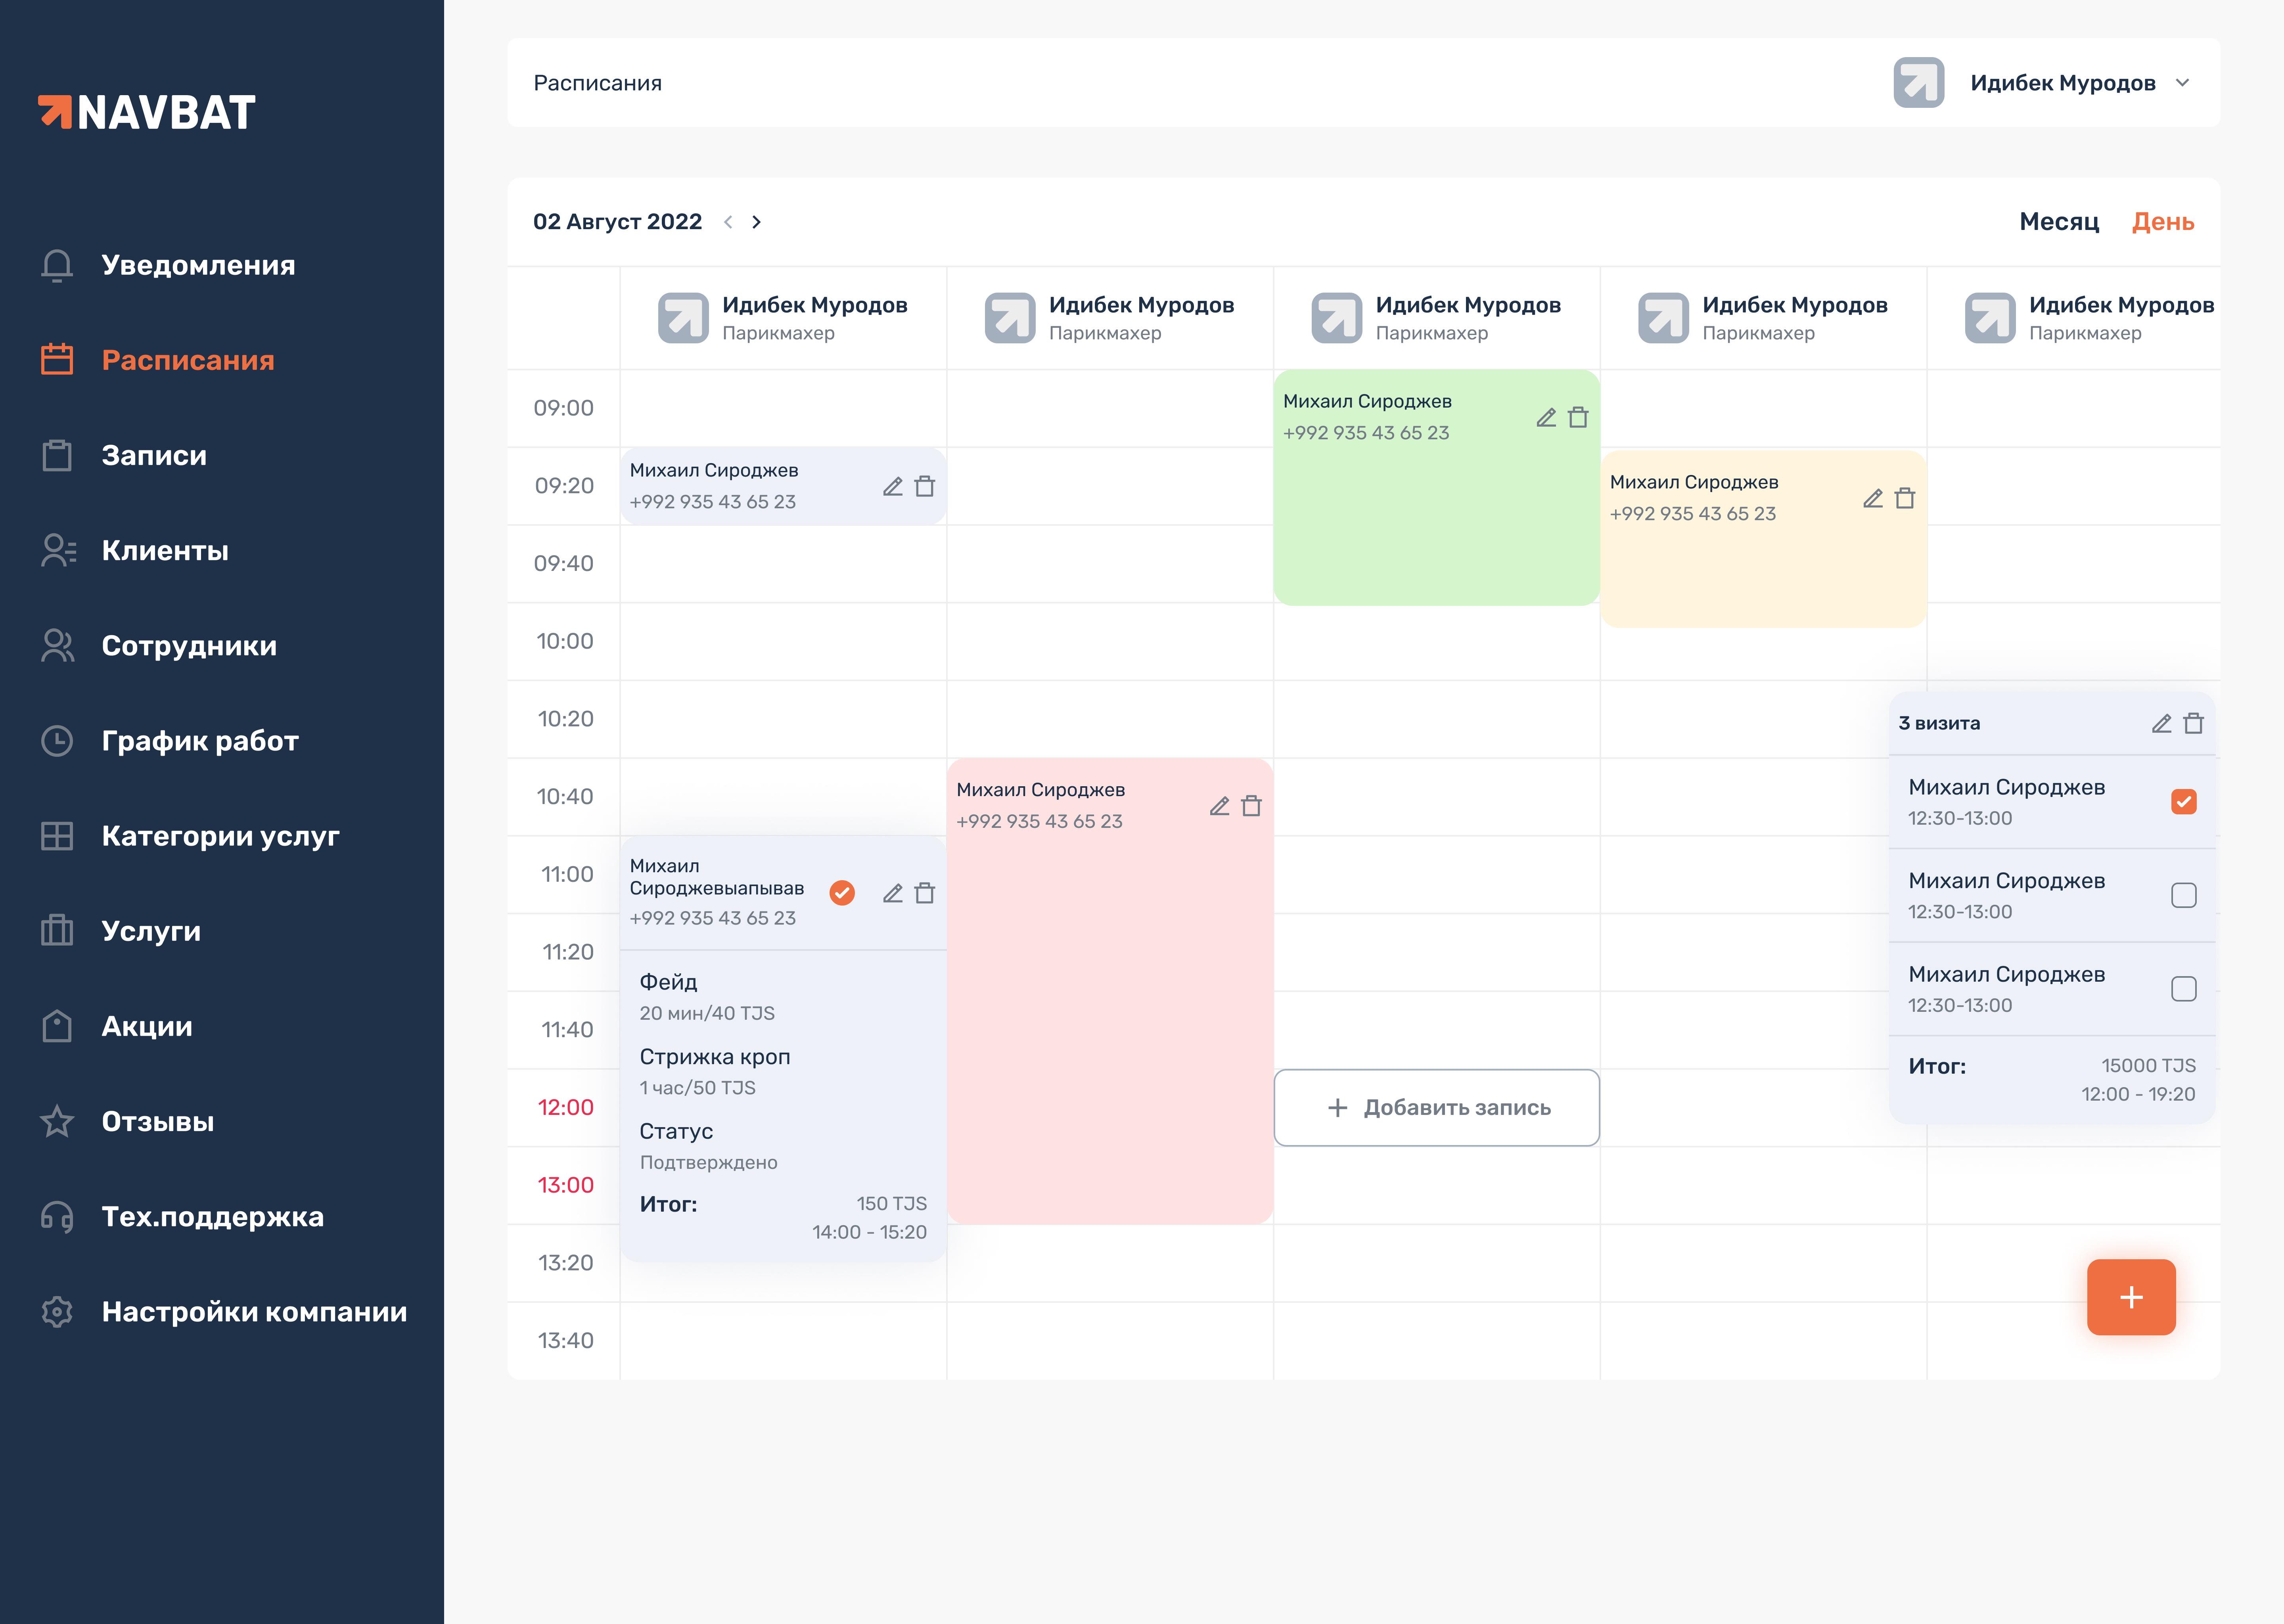 NAVBAT
Уведомления
Расписания
Записи
Клиенты
Сотрудники
График работ
Категории услуг
Услуги
Акции
Отзывы
Тех.поддержка
Настройки компании
Расписания
Идибек Муродов
02 Август 2022
Месяц
День
Идибек Муродов
Парикмахер
Идибек Муродов
Парикмахер
Идибек Муродов
Парикмахер
Идибек Муродов
Парикмахер
Идибек Муродов
Парикмахер
09:00
09:20
09:40
10:00
10:20
10:40
11:00
11:20
11:40
12:00
13:00
13:20
13:40
Михаил Сироджев
+992 935 43 65 23
Михаил
Сироджевыапывав
+992 935 43 65 23
Фейд
20 мин/40 TJS
Стрижка кроп
1 час/50 TJS
Статус
Подтверждено
Итог:
150 TJS
14:00 - 15:20
Михаил Сироджев
+992 935 43 65 23
Михаил Сироджев
+992 935 43 65 23
Добавить запись
Михаил Сироджев
+992 935 43 65 23
3 визита
Михаил Сироджев
12:30-13:00
Михаил Сироджев
12:30-13:00
Михаил Сироджев
12:30-13:00
Итог:
15000 TJS
12:00 - 19:20